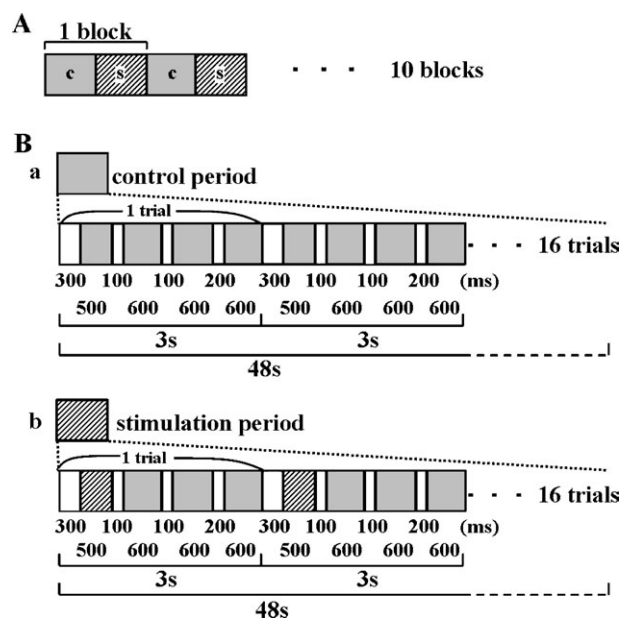 A
1 block
c s c s · · · · 10 blocks
B
a
control period
1 trial
· · · · 16 trials
300 100 100 200 300 100 100 200 (ms)
500 600 600 600 500 600 600 600
3s 3s
48s
b
stimulation period
1 trial
· · · · 16 trials
300 100 100 200 300 100 100 200 (ms)
500 600 600 600 500 600 600 600
3s 3s
48s